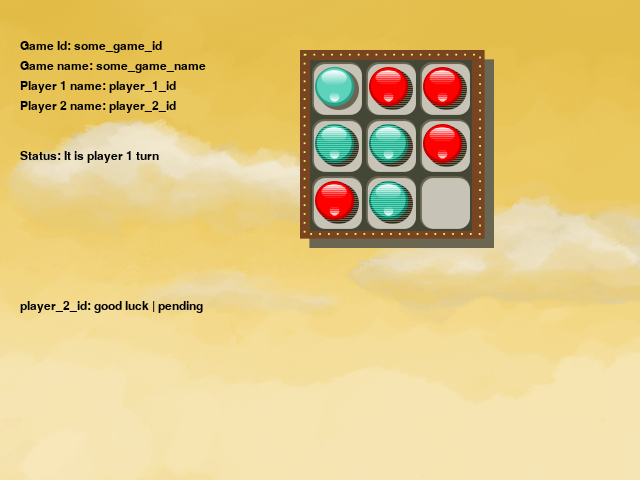 Game Id: some_game_id
Game name: some_game_name
Player 1 name: player_1_id
Player 2 name: player_2_id
Status: It is player 1 turn
player_2_id: good luck | pending